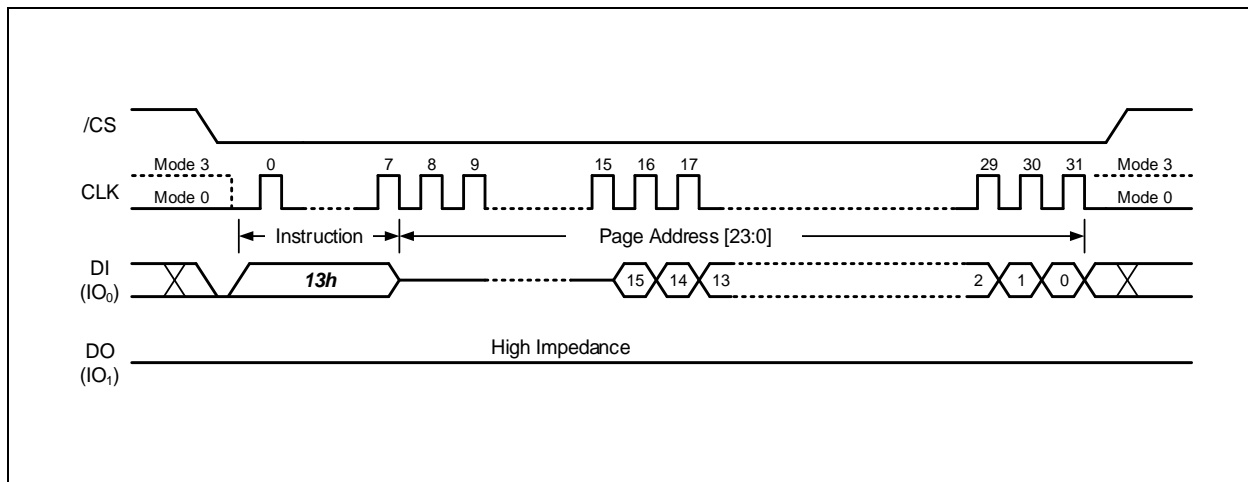 /CS
Mode 3 0 7 8 9 15 16 17 29 30 31 Mode 3
CLK
Mode 0 Mode 0
Instruction Page Address [23:0]
DI
(IO₀)
13h 15 14 13 2 1 0
DO
(IO₁)
High Impedance